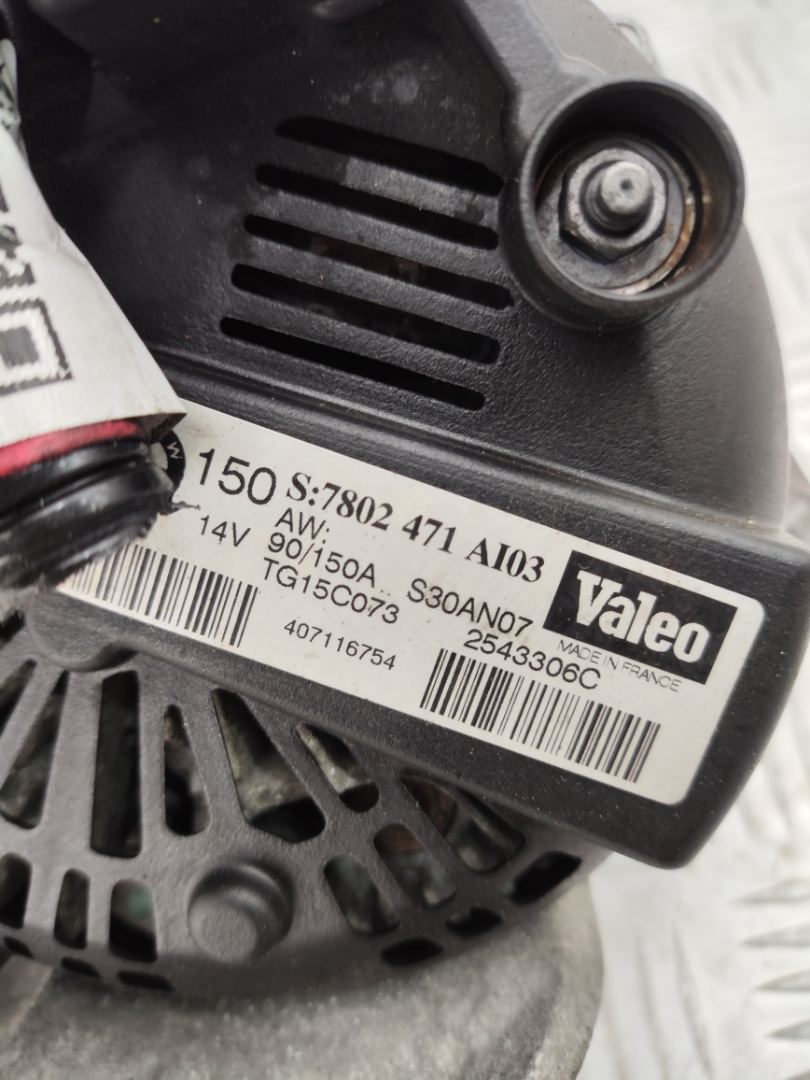 W
150 S:7802 471 AI03
AW:
14V 90/150A S30AN07
TG15C073 2543306C
407116754
Valeo
MADE IN FRANCE